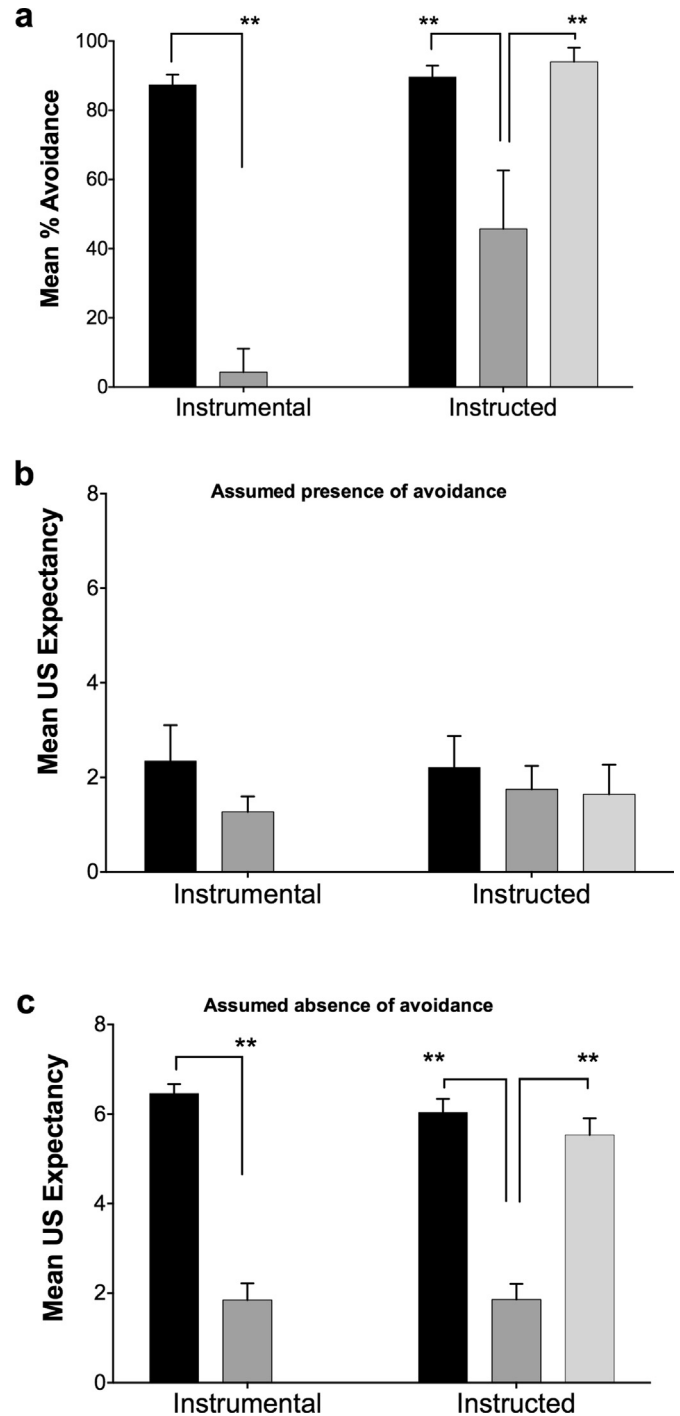 a
** ** **
100
80
60
40
20
0
Mean % Avoidance
Instrumental Instructed
b
Assumed presence of avoidance
8
6
4
2
0
Mean US Expectancy
Instrumental Instructed
c
Assumed absence of avoidance
** ** **
8
6
4
2
0
Mean US Expectancy
Instrumental Instructed